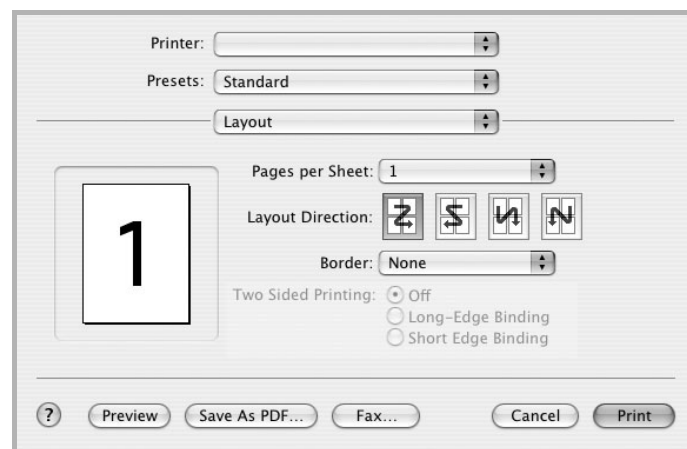 Printer:
Presets: Standard
Layout
Pages per Sheet: 1
1
Layout Direction:
Border: None
Two Sided Printing: Off
Long-Edge Binding
Short Edge Binding
? Preview Save As PDF... Fax... Cancel Print